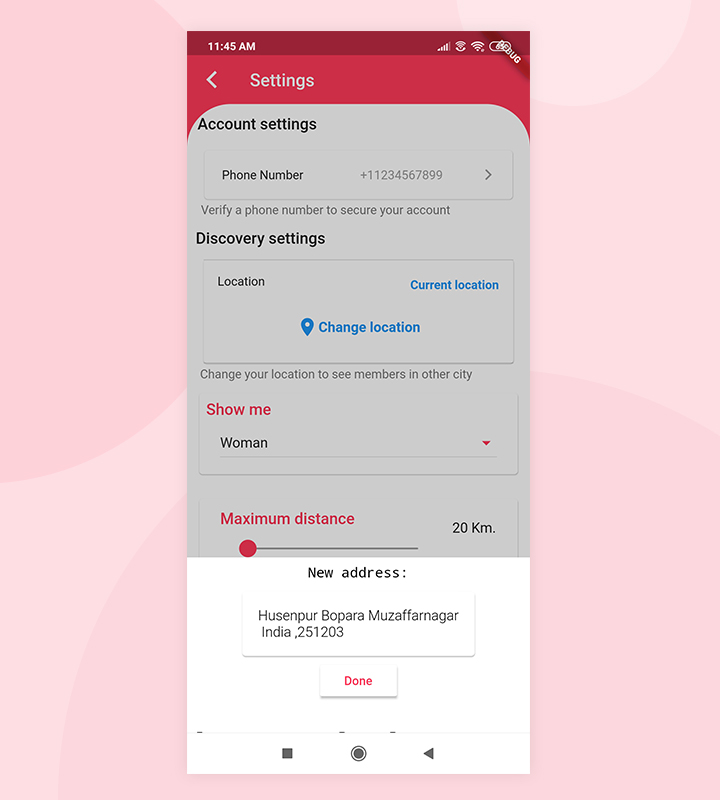 11:45 AM
DEBUG
Settings
Account settings
Phone Number +11234567899
Verify a phone number to secure your account
Discovery settings
Location Current location
Change location
Change your location to see members in other city
Show me
Woman
Maximum distance 20 Km.
New address:
Husenpur Bopara Muzaffarnagar
India ,251203
Done